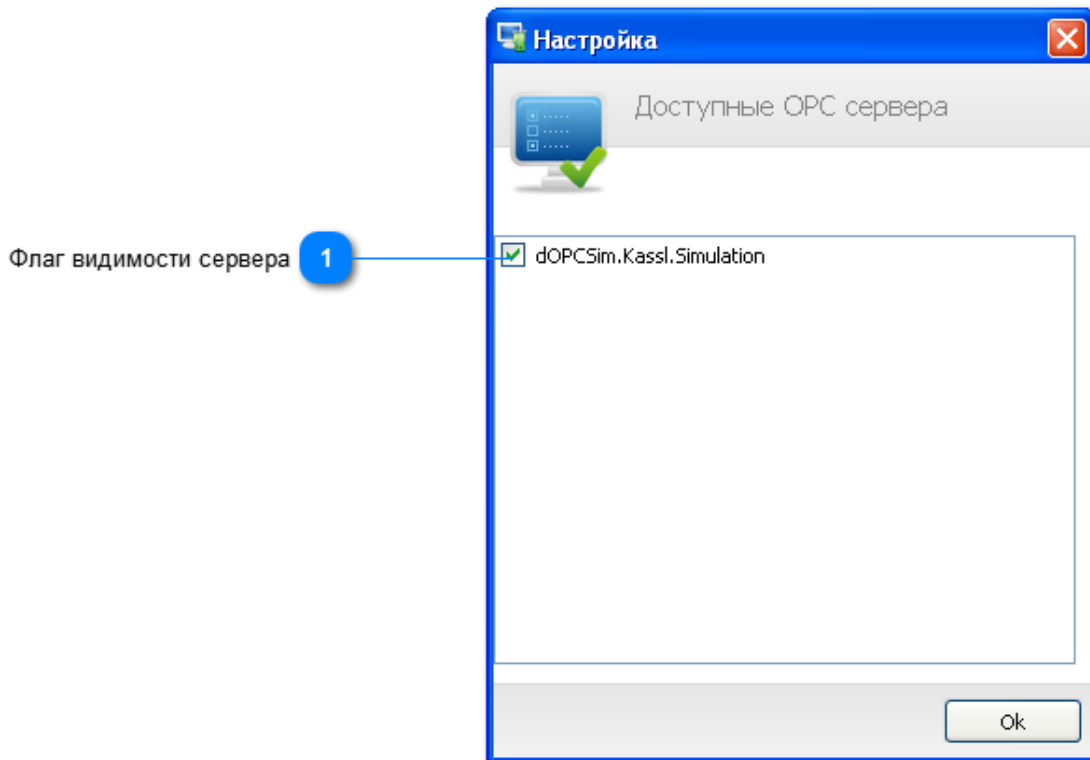 Настройка
Доступные OPC сервера
Флаг видимости сервера 1
dOPCSim.Kassl.Simulation
Ok